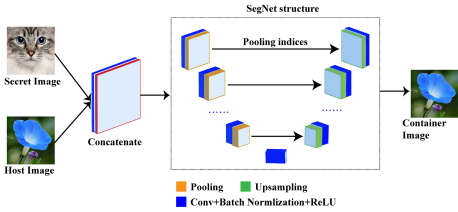 SegNet structure
Pooling indices
Secret Image
Concatenate
Host Image
Container
Image
Pooling
Upsampling
Conv+Batch Normlization+ReLU